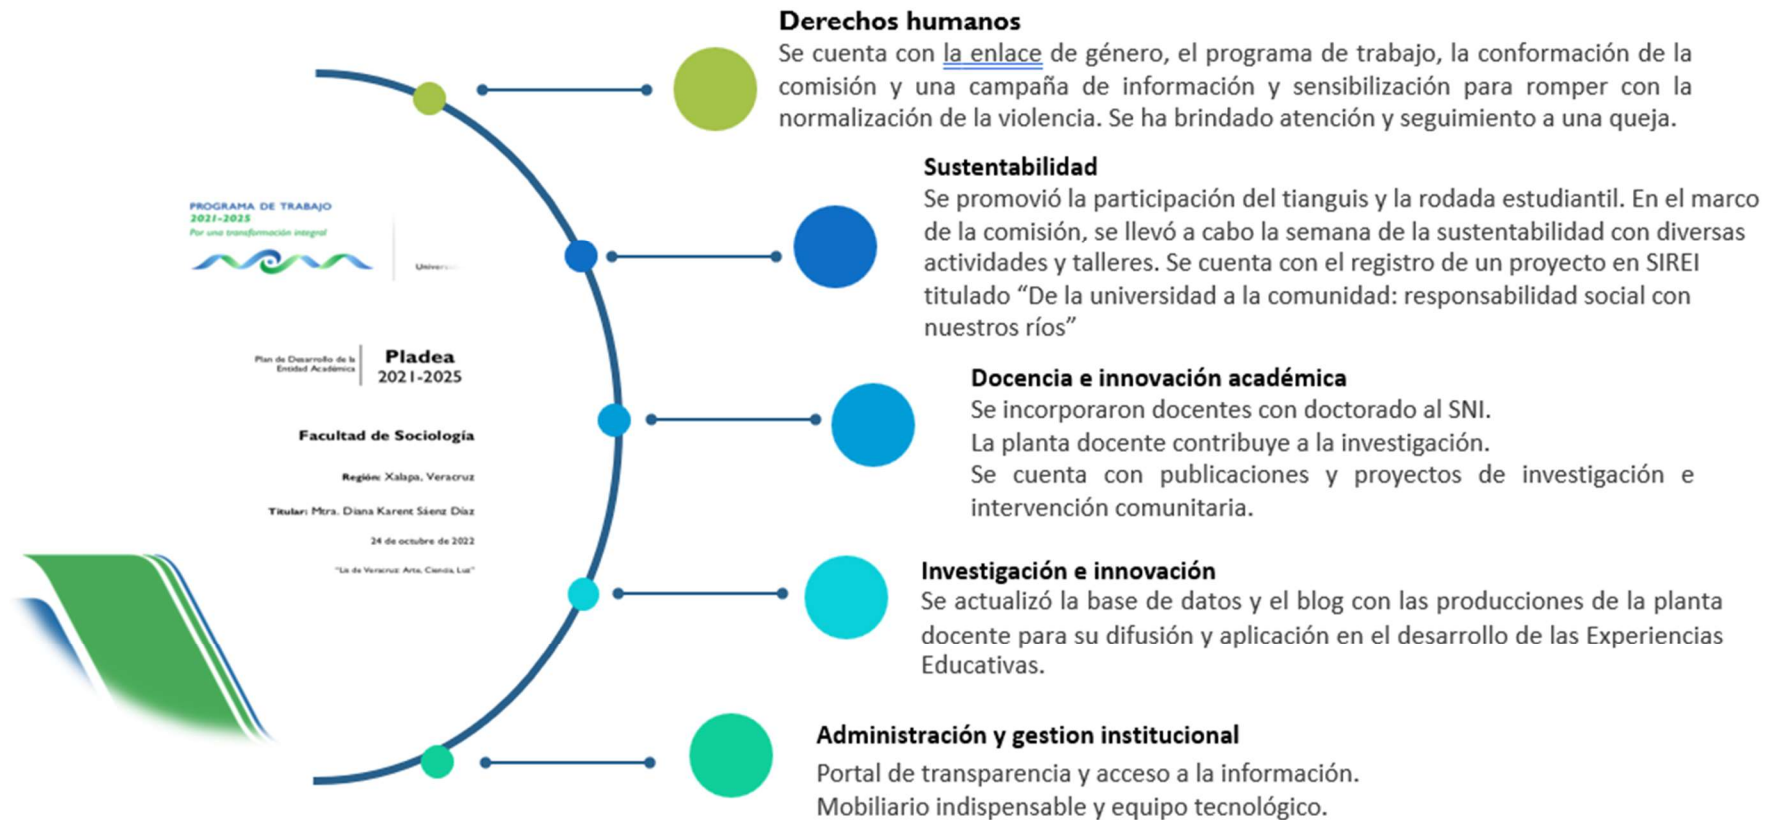 Derechos humanos
Se cuenta con la enlace de género, el programa de trabajo, la conformación de la
comisión y una campaña de información y sensibilización para romper con la
normalización de la violencia. Se ha brindado atención y seguimiento a una queja.
Sustentabilidad
Se promovió la participación del tianguis y la rodada estudiantil. En el marco
de la comisión, se llevó a cabo la semana de la sustentabilidad con diversas
actividades y talleres. Se cuenta con el registro de un proyecto en SIREI
titulado “De la universidad a la comunidad: responsabilidad social con
nuestros ríos”
Docencia e innovación académica
Se incorporaron docentes con doctorado al SNI.
La planta docente contribuye a la investigación.
Se cuenta con publicaciones y proyectos de investigación e
intervención comunitaria.
Investigación e innovación
Se actualizó la base de datos y el blog con las producciones de la planta
docente para su difusión y aplicación en el desarrollo de las Experiencias
Educativas.
Administración y gestion institucional
Portal de transparencia y acceso a la información.
Mobiliario indispensable y equipo tecnológico.
PROGRAMA DE TRABAJO
2021-2025
Por una transformación integral
Plan de Desarrollo de la
Entidad Académica
Pladea
2021-2025
Facultad de Sociología
Región: Xalapa, Veracruz
Titular: Mtra. Diana Karent Sáenz Díaz
24 de octubre de 2022
"Lis de Veracruz: Arte, Ciencia, Luz"